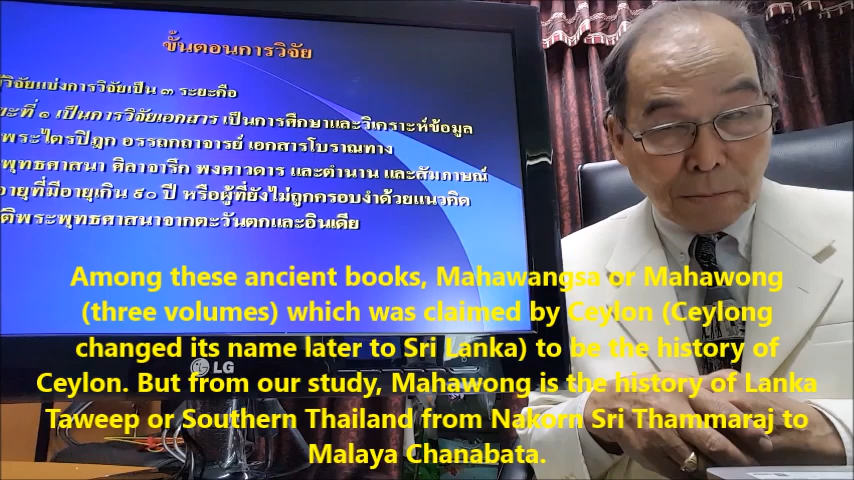 ขั้นตอนการวิจัย
วิจัยแบ่งการวิจัยเป็น ๓ ระยะคือ
ะที่ ๑ เป็นการวิจัยเอกสาร เป็นการศึกษาและวิเคราะห์ข้อมูล
พระไตรปิฎก อรรถกถาจารย์ เอกสารโบราณทาง
พุทธศาสนา ศิลาจารึก พงศาวดาร และตำนาน และสัมภาษณ์
อายุที่มีอายุเกิน ๕๐ ปี หรือผู้ที่ยังไม่ถูกครอบงำด้วยแนวคิด
ติพระพุทธศาสนาจากตะวันตกและอินเดีย
Among these ancient books, Mahawangsa or Mahawong
(three volumes) which was claimed by Ceylon (Ceylong
changed its name later to Sri Lanka) to be the history of
LG
Ceylon. But from our study, Mahawong is the history of Lanka
Taweep or Southern Thailand from Nakorn Sri Thammaraj to
Malaya Chanabata.